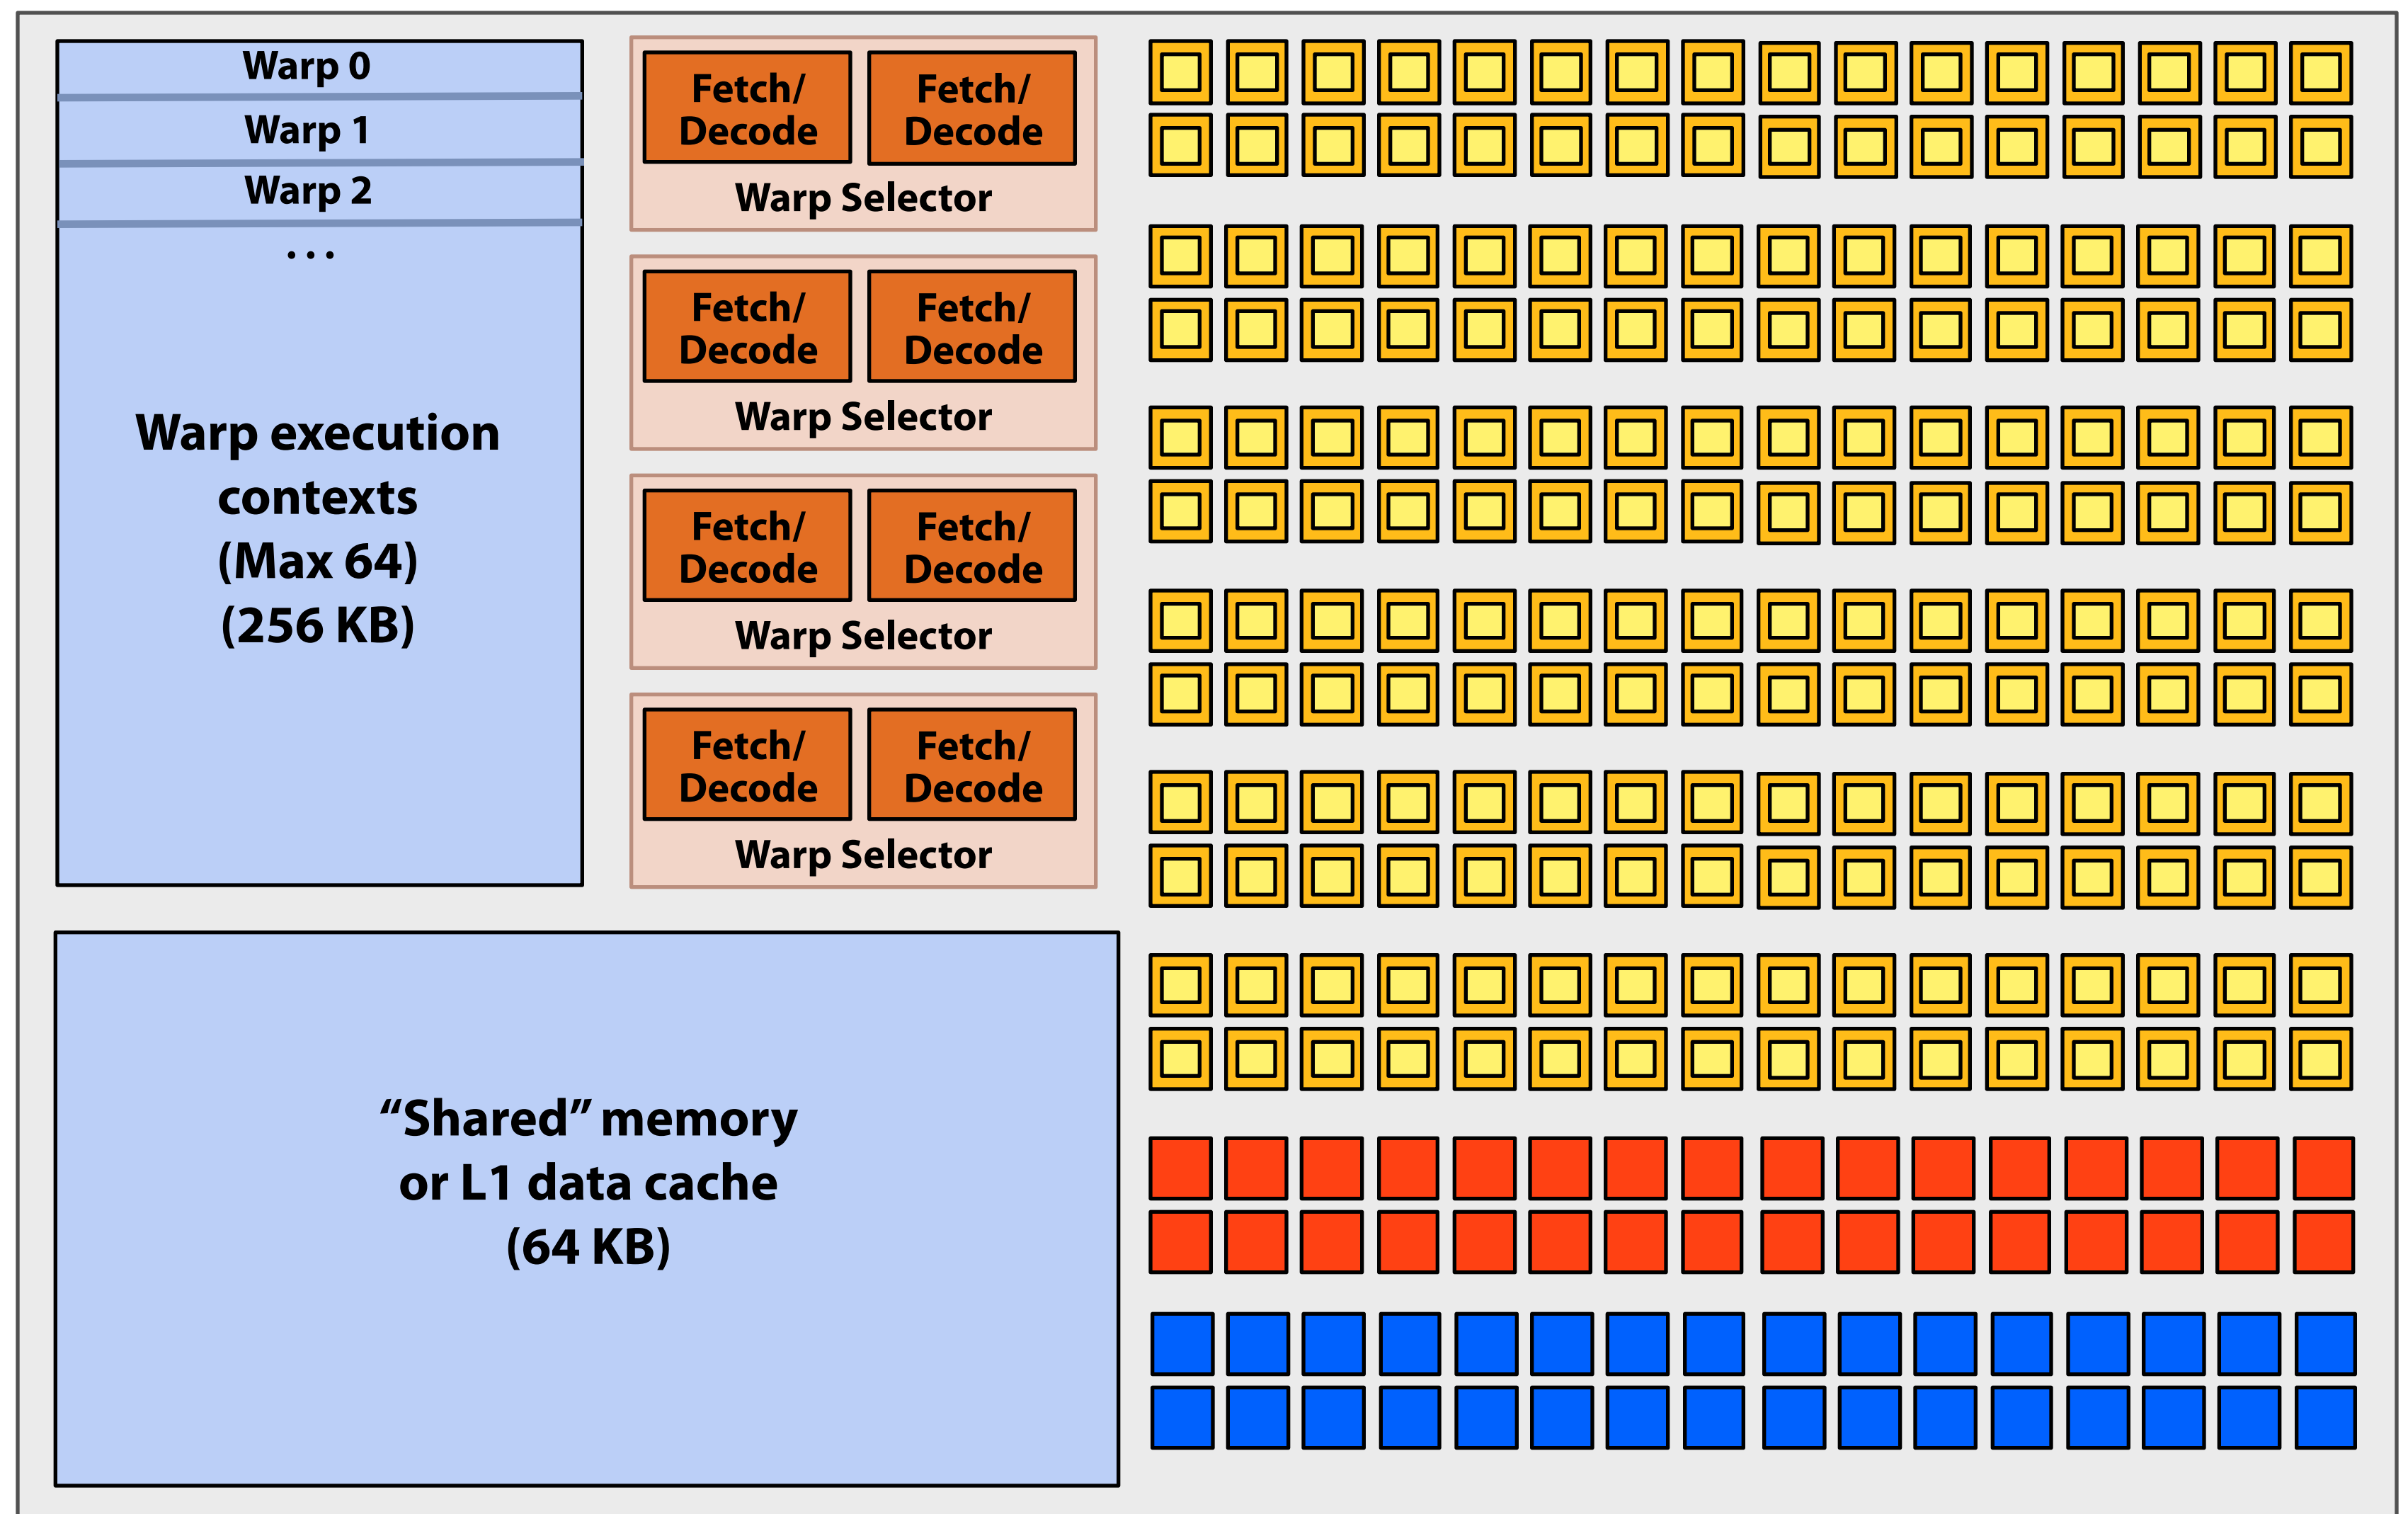 Warp 0
Warp 1
Warp 2
...
Warp execution
contexts
(Max 64)
(256 KB)
Fetch/
Decode
Fetch/
Decode
Warp Selector
Fetch/
Decode
Fetch/
Decode
Warp Selector
Fetch/
Decode
Fetch/
Decode
Warp Selector
Fetch/
Decode
Fetch/
Decode
Warp Selector
“Shared” memory
or L1 data cache
(64 KB)